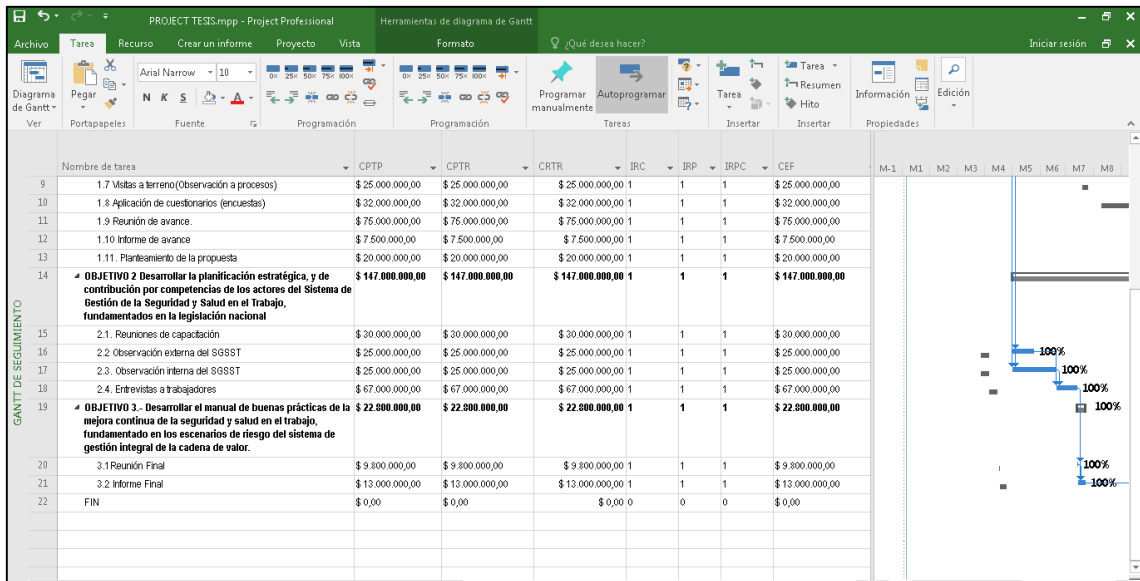 PROJECT TESIS.mpp - Project Professional Herramientas de diagrama de Gantt
Archivo Tarea Recurso Crear un informe Proyecto Vista Formato ¿Qué desea hacer? Iniciar sesión
Diagrama de Gantt
Ver
Pegar
Portapapeles
Arial Narrow 10
N K S A
Fuente
0× 25× 50× 75× 100×
Programación
0× 25× 50× 75× 100×
Programación
Programar manualmente
Autoprogramar
Tareas
Tarea
Insertar
Tarea
Resumen
Hito
Insertar
Información
Propiedades
Edición
Nombre de tarea CPTP CPTR CRTR IRC IRP IRPC CEF M-1 M1 M2 M3 M4 M5 M6 M7 M8
9 1.7 Visitas a terreno(Observación a procesos) $ 25.000.000,00 $ 25.000.000,00 $ 25.000.000,00 1 1 1 $ 25.000.000,00
10 1.8 Aplicación de cuestionarios (encuestas) $ 32.000.000,00 $ 32.000.000,00 $ 32.000.000,00 1 1 1 $ 32.000.000,00
11 1.9 Reunión de avance. $ 75.000.000,00 $ 75.000.000,00 $ 75.000.000,00 1 1 1 $ 75.000.000,00
12 1.10 Informe de avance $ 7.500.000,00 $ 7.500.000,00 $ 7.500.000,00 1 1 1 $ 7.500.000,00
13 1.11. Planteamiento de la propuesta $ 20.000.000,00 $ 20.000.000,00 $ 20.000.000,00 1 1 1 $ 20.000.000,00
14 OBJETIVO 2 Desarrollar la planificación estratégica, y de $ 147.000.000,00 $ 147.000.000,00 $ 147.000.000,00 1 1 1 $ 147.000.000,00
contribución por competencias de los actores del Sistema de
Gestión de la Seguridad y Salud en el Trabajo,
fundamentados en la legislación nacional
15 2.1. Reuniones de capacitación $ 30.000.000,00 $ 30.000.000,00 $ 30.000.000,00 1 1 1 $ 30.000.000,00
16 2.2 Observación externa del SGSST $ 25.000.000,00 $ 25.000.000,00 $ 25.000.000,00 1 1 1 $ 25.000.000,00 100%
17 2.3. Observación interna del SGSST $ 25.000.000,00 $ 25.000.000,00 $ 25.000.000,00 1 1 1 $ 25.000.000,00 100%
18 2.4. Entrevistas a trabajadores $ 67.000.000,00 $ 67.000.000,00 $ 67.000.000,00 1 1 1 $ 67.000.000,00 100%
19 OBJETIVO 3.- Desarrollar el manual de buenas prácticas de la $ 22.800.000,00 $ 22.800.000,00 $ 22.800.000,00 1 1 1 $ 22.800.000,00 100%
mejora continua de la seguridad y salud en el trabajo,
fundamentado en los escenarios de riesgo del sistema de
gestión integral de la cadena de valor.
20 3.1Reunión Final $ 9.800.000,00 $ 9.800.000,00 $ 9.800.000,00 1 1 1 $ 9.800.000,00 100%
21 3.2 Informe Final $ 13.000.000,00 $ 13.000.000,00 $ 13.000.000,00 1 1 1 $ 13.000.000,00 100%
22 FIN $ 0,00 $ 0,00 $ 0,00 0 0 0 $ 0,00
GANTT DE SEGUIMIENTO